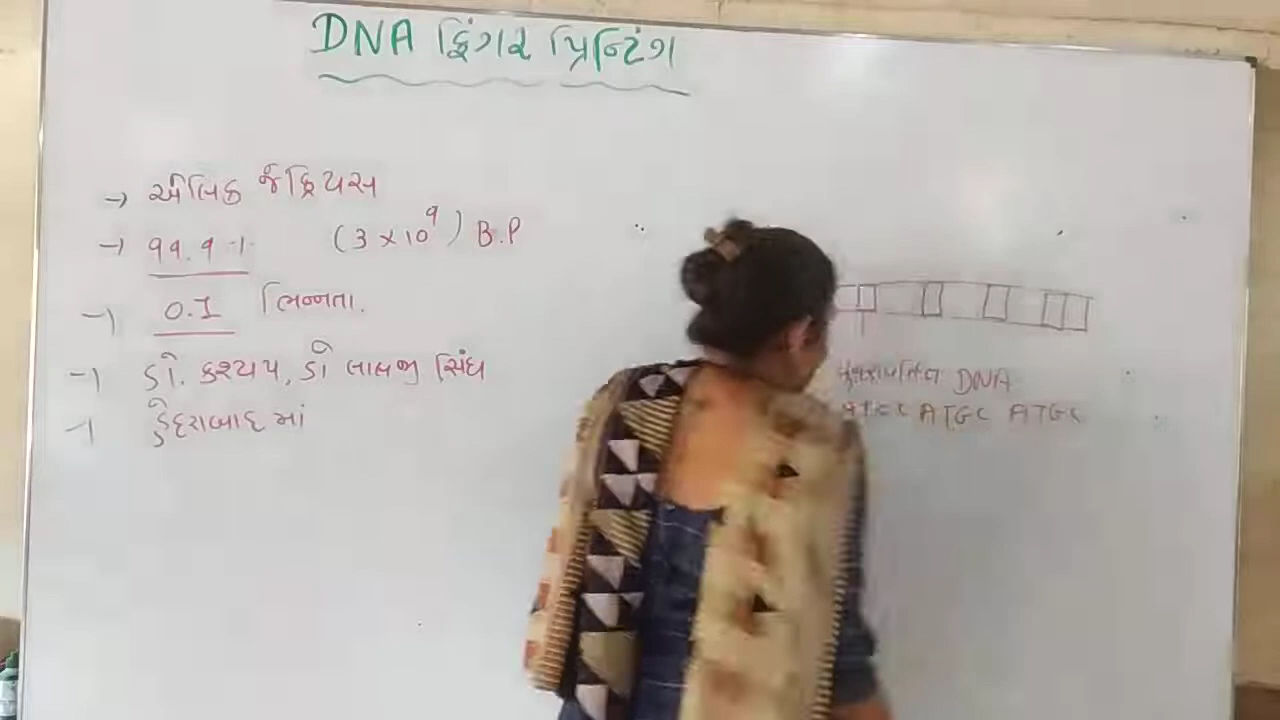 DNA ફિંગર પ્રિન્ટિંગ
→ એલિક જેફ્રિયસ
→ 99.9 % (3 × 10⁹) B.P
→ 0.1 ભિન્નતા.
→ ડો. કશ્યપ, ડો લાલજી સિંઘ
→ હૈદરાબાદ માં
DNA
ATGC ATGC